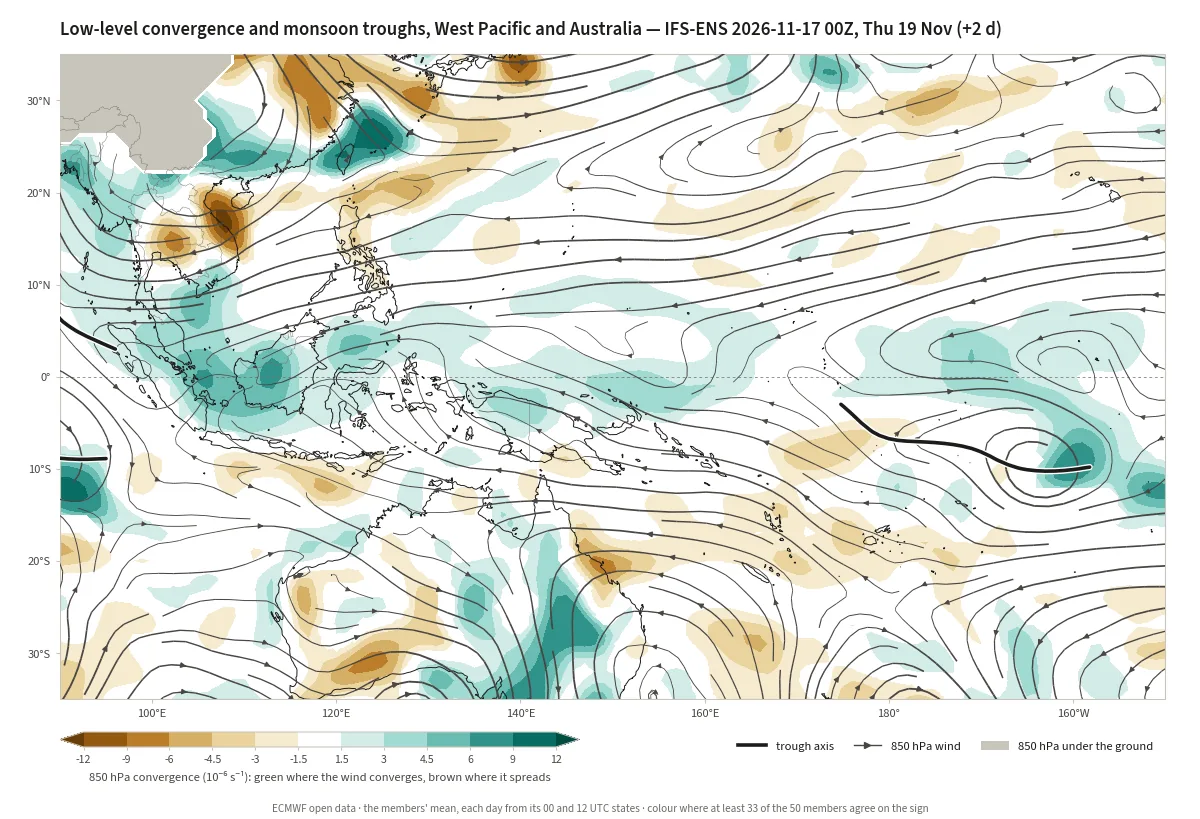 Low-level convergence and monsoon troughs, West Pacific and Australia — IFS-ENS 2026-11-17 00Z, Thu 19 Nov (+2 d)
30°N
20°N
10°N
0°
10°S
20°S
30°S
100°E 120°E 140°E 160°E 180° 160°W
-12 -9 -6 -4.5 -3 -1.5 1.5 3 4.5 6 9 12
850 hPa convergence (10⁻⁶ s⁻¹): green where the wind converges, brown where it spreads
trough axis 850 hPa wind 850 hPa under the ground
ECMWF open data · the members' mean, each day from its 00 and 12 UTC states · colour where at least 33 of the 50 members agree on the sign